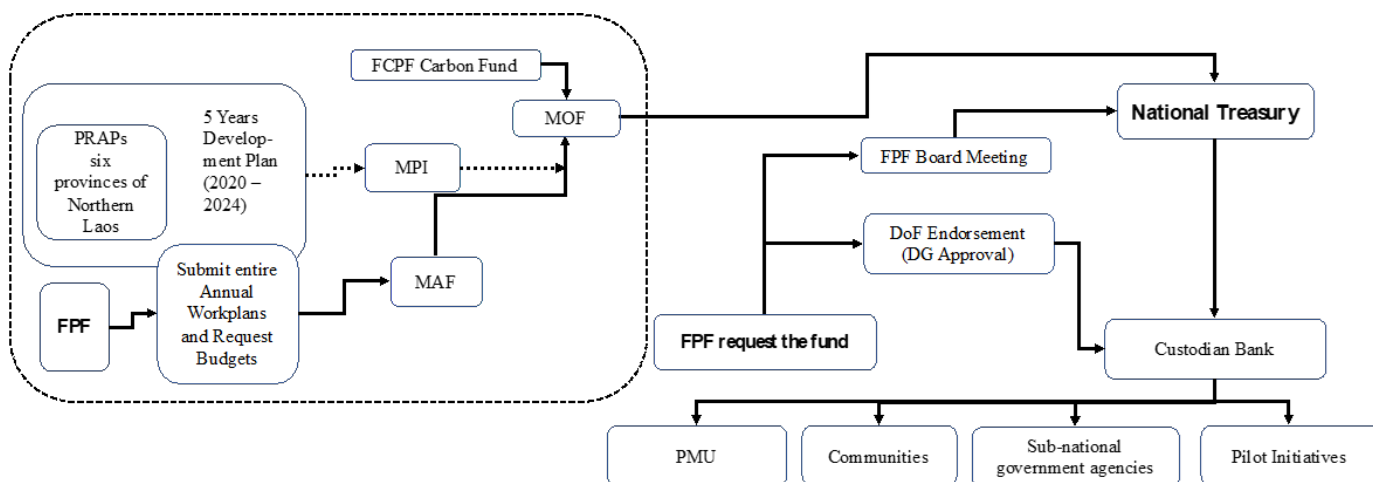 FCPF Carbon Fund
MOF
National Treasury
5 Years
Develop-
ment Plan
(2020 –
2024)
PRAPs
six
provinces of
Northern
Laos
MPI
FPF Board Meeting
DoF Endorsement
(DG Approval)
Submit entire
Annual
Workplans
and Request
Budgets
MAF
FPF
FPF request the fund
Custodian Bank
PMU
Communities
Sub-national
government agencies
Pilot Initiatives